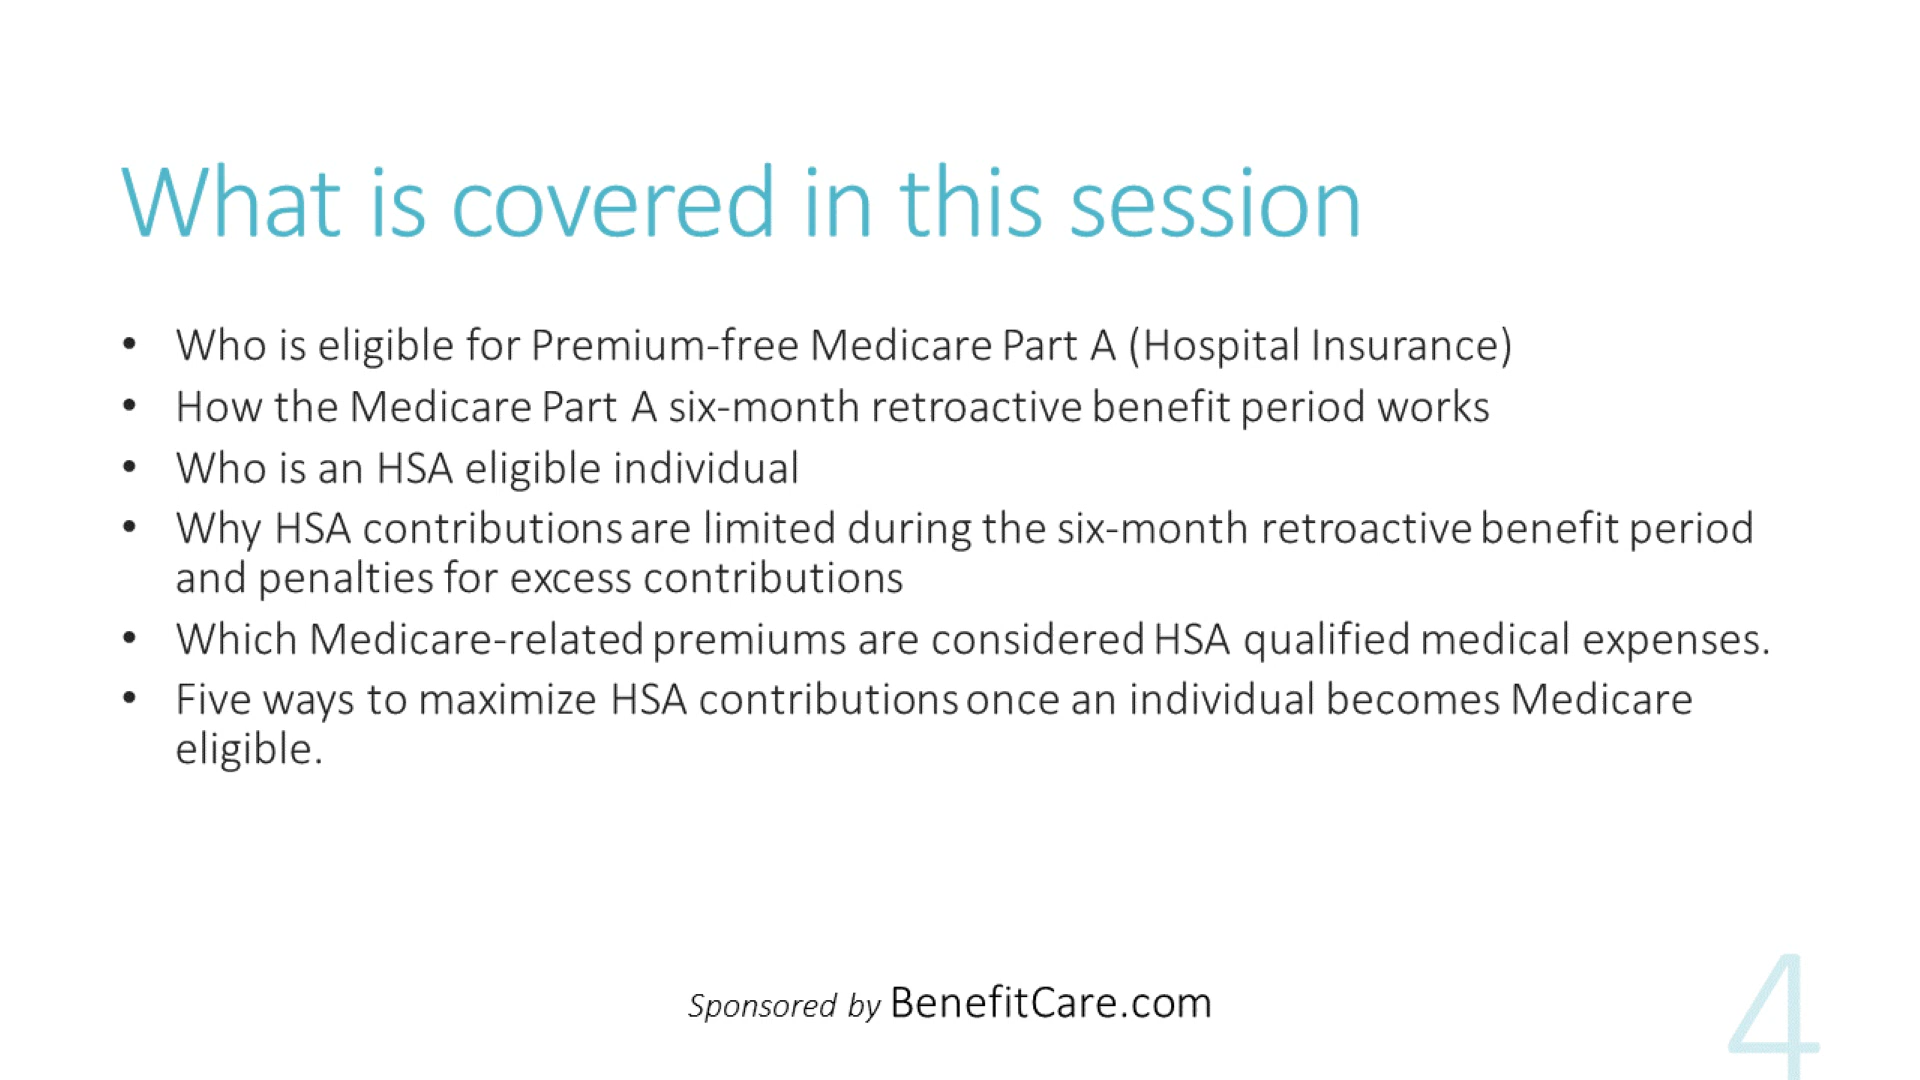 What is covered in this session
• Who is eligible for Premium-free Medicare Part A (Hospital Insurance)
• How the Medicare Part A six-month retroactive benefit period works
• Who is an HSA eligible individual
• Why HSA contributions are limited during the six-month retroactive benefit period
and penalties for excess contributions
• Which Medicare-related premiums are considered HSA qualified medical expenses.
• Five ways to maximize HSA contributions once an individual becomes Medicare
eligible.
Sponsored by BenefitCare.com
4